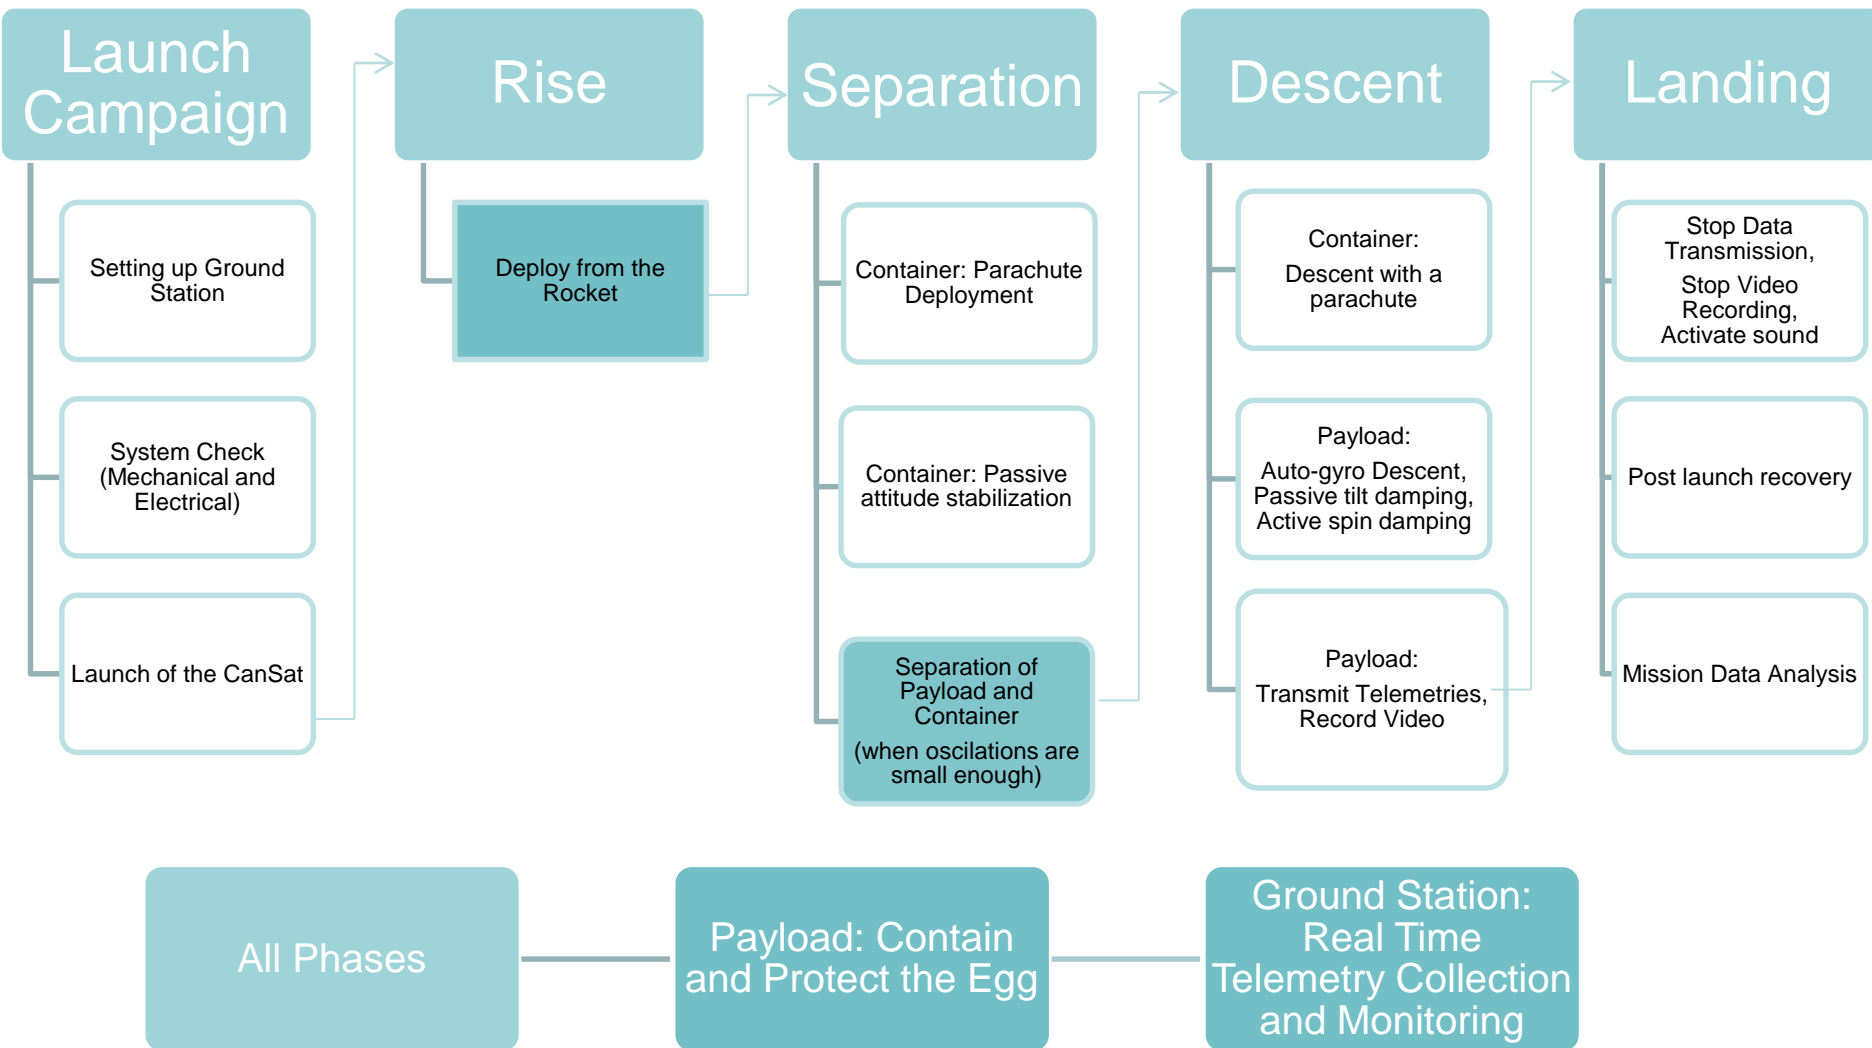 Launch
Campaign
Setting up Ground
Station
System Check
(Mechanical and
Electrical)
Launch of the CanSat
Rise
Deploy from the
Rocket
Separation
Container: Parachute
Deployment
Container: Passive
attitude stabilization
Separation of
Payload and
Container
(when oscilations are
small enough)
Descent
Container:
Descent with a
parachute
Payload:
Auto-gyro Descent,
Passive tilt damping,
Active spin damping
Payload:
Transmit Telemetries,
Record Video
Landing
Stop Data
Transmission,
Stop Video
Recording,
Activate sound
Post launch recovery
Mission Data Analysis
All Phases
Payload: Contain
and Protect the Egg
Ground Station:
Real Time
Telemetry Collection
and Monitoring